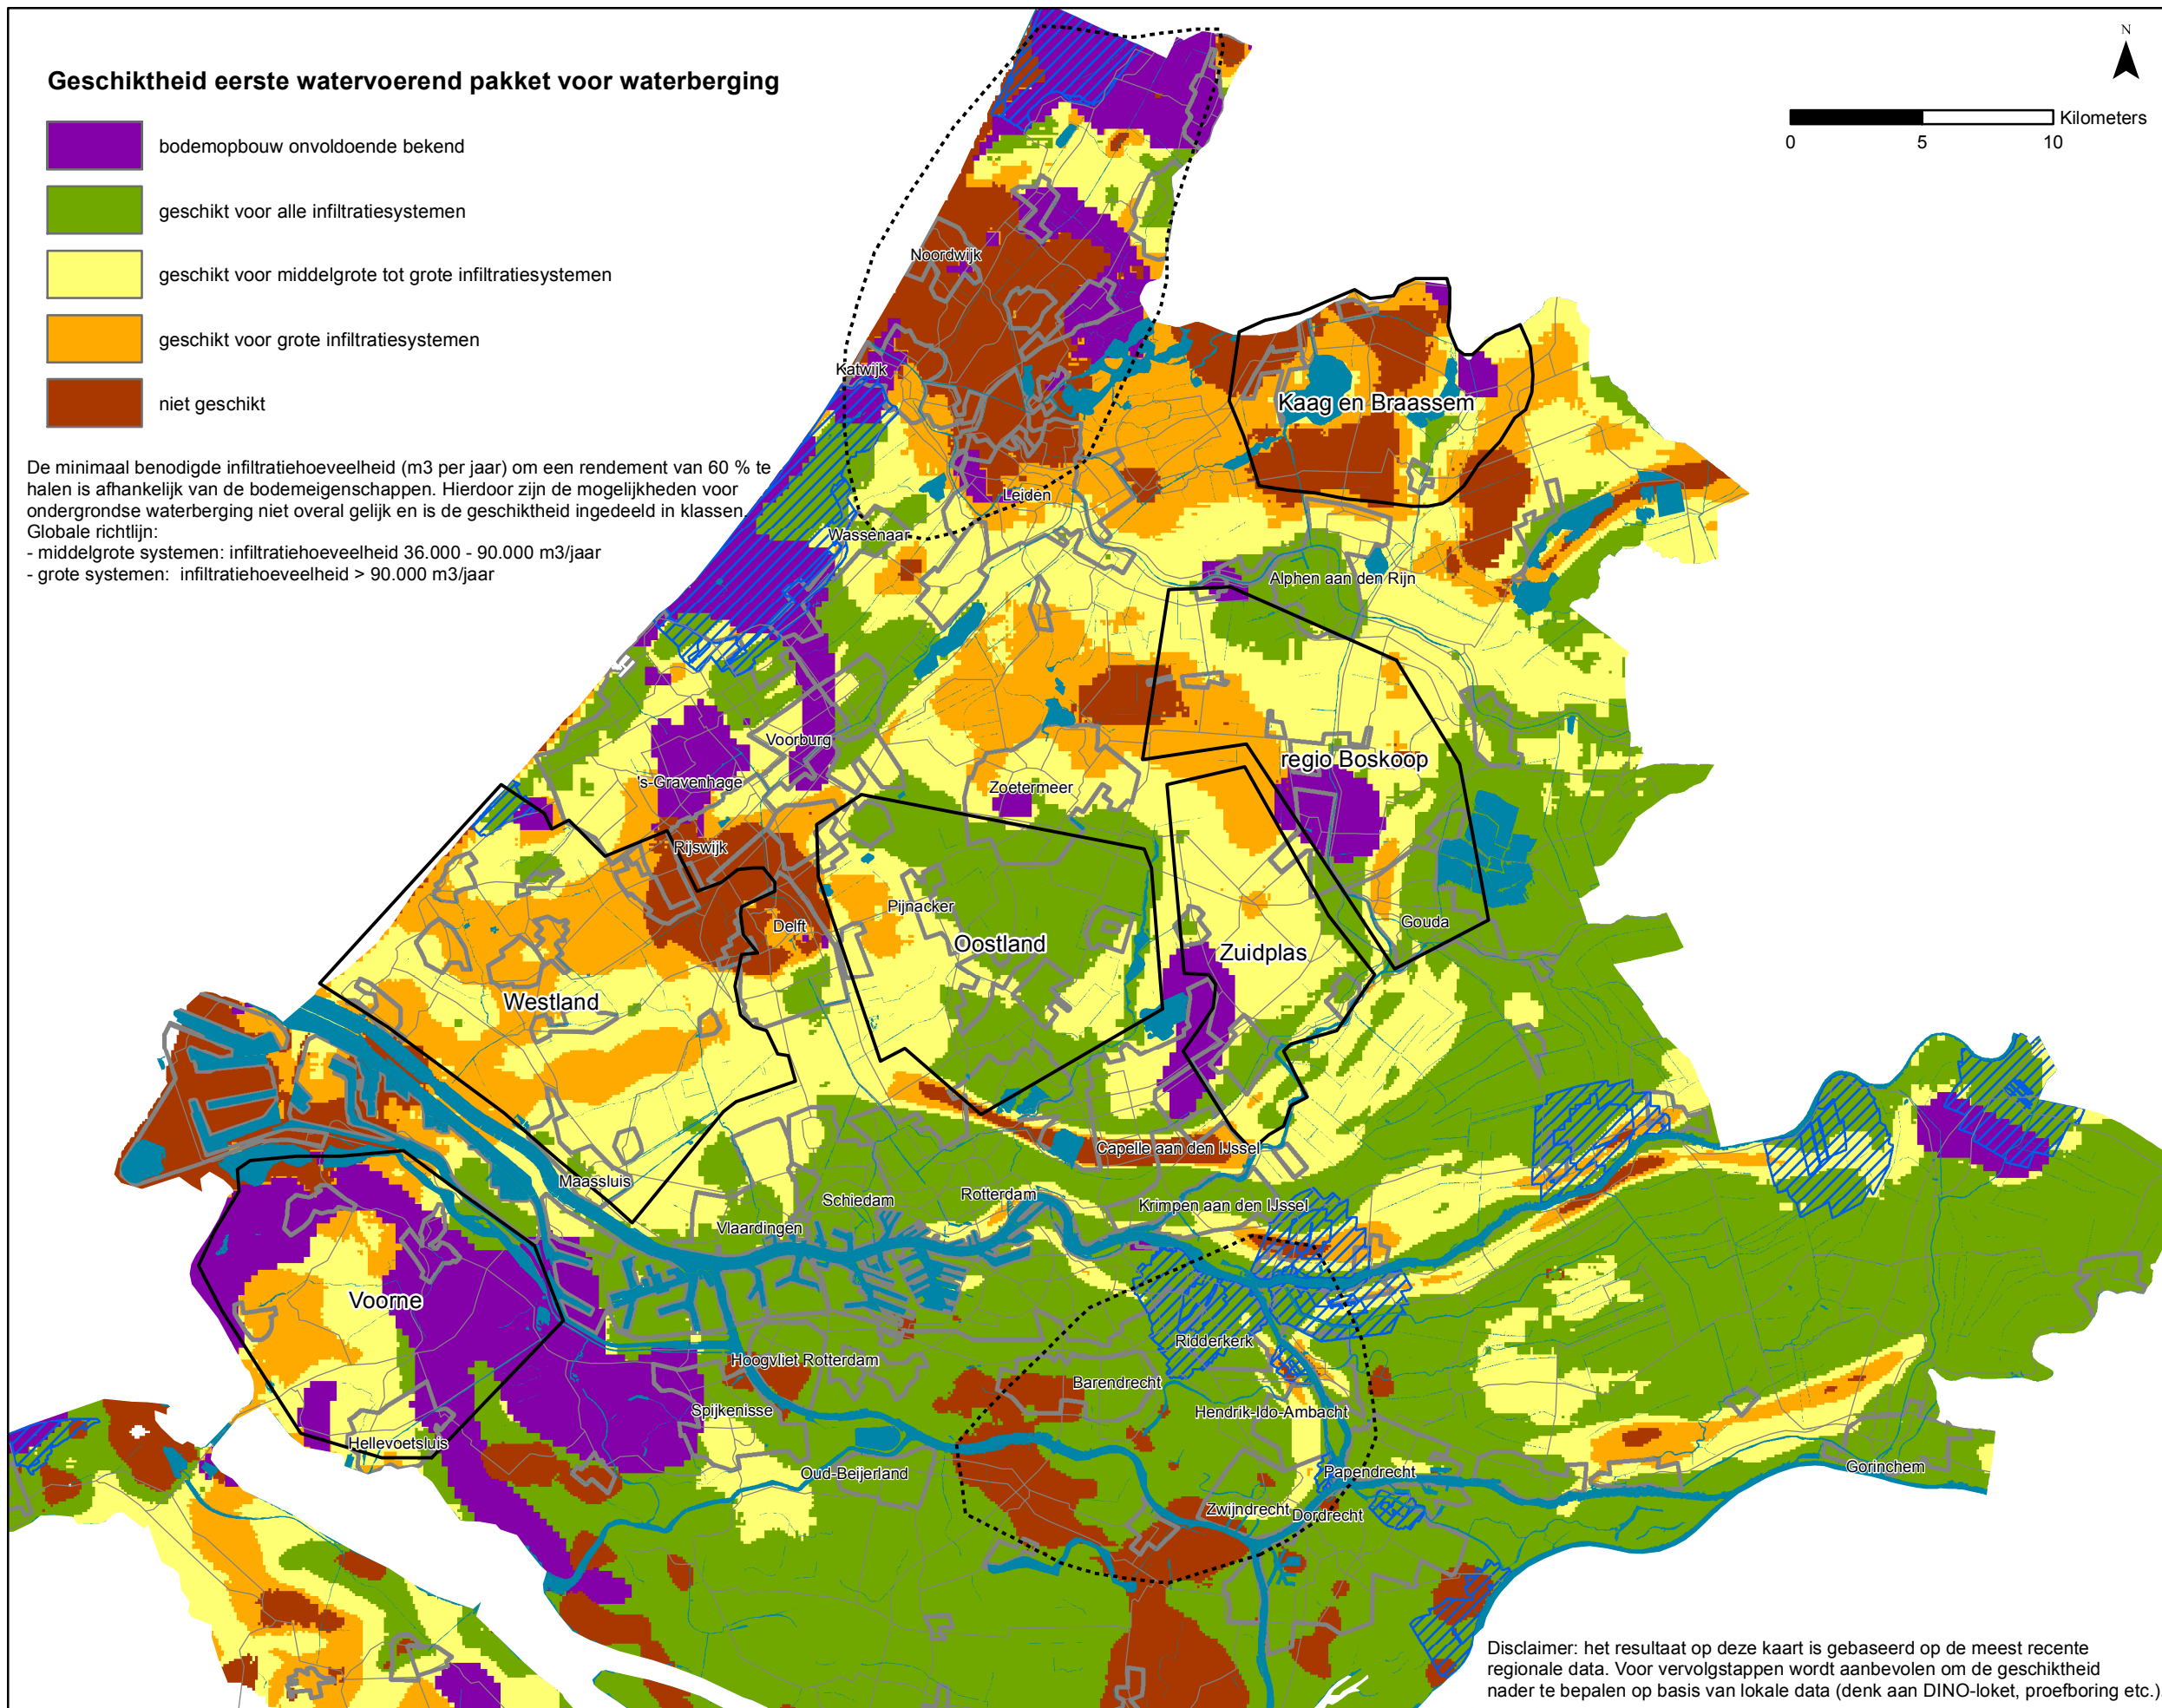 Geschiktheid eerste watervoerend pakket voor waterberging
bodemopbouw onvoldoende bekend
geschikt voor alle infiltratiesystemen
geschikt voor middelgrote tot grote infiltratiesystemen
geschikt voor grote infiltratiesystemen
niet geschikt
De minimaal benodigde infiltratiehoeveelheid (m3 per jaar) om een rendement van 60 % te
halen is afhankelijk van de bodemeigenschappen. Hierdoor zijn de mogelijkheden voor
ondergrondse waterberging niet overal gelijk en is de geschiktheid ingedeeld in klassen.
Globale richtlijn:
- middelgrote systemen: infiltratiehoeveelheid 36.000 - 90.000 m3/jaar
- grote systemen: infiltratiehoeveelheid > 90.000 m3/jaar
N
Kilometers
0 5 10
Noordwijk
Katwijk
Kaag en Braassem
Leiden
Wassenaar
Alphen aan den Rijn
Voorburg
regio Boskoop
's-Gravenhage
Zoetermeer
Rijswijk
Pijnacker
Gouda
Delft
Oostland
Zuidplas
Westland
Capelle aan den IJssel
Maassluis
Schiedam
Rotterdam
Krimpen aan den IJssel
Vlaardingen
Voorne
Ridderkerk
Hoogvliet Rotterdam
Barendrecht
Spijkenisse
Hendrik-Ido-Ambacht
Hellevoetsluis
Oud-Beijerland
Papendrecht
Gorinchem
Zwijndrecht
Dordrecht
Disclaimer: het resultaat op deze kaart is gebaseerd op de meest recente
regionale data. Voor vervolgstappen wordt aanbevolen om de geschiktheid
nader te bepalen op basis van lokale data (denk aan DINO-loket, proefboring etc.)